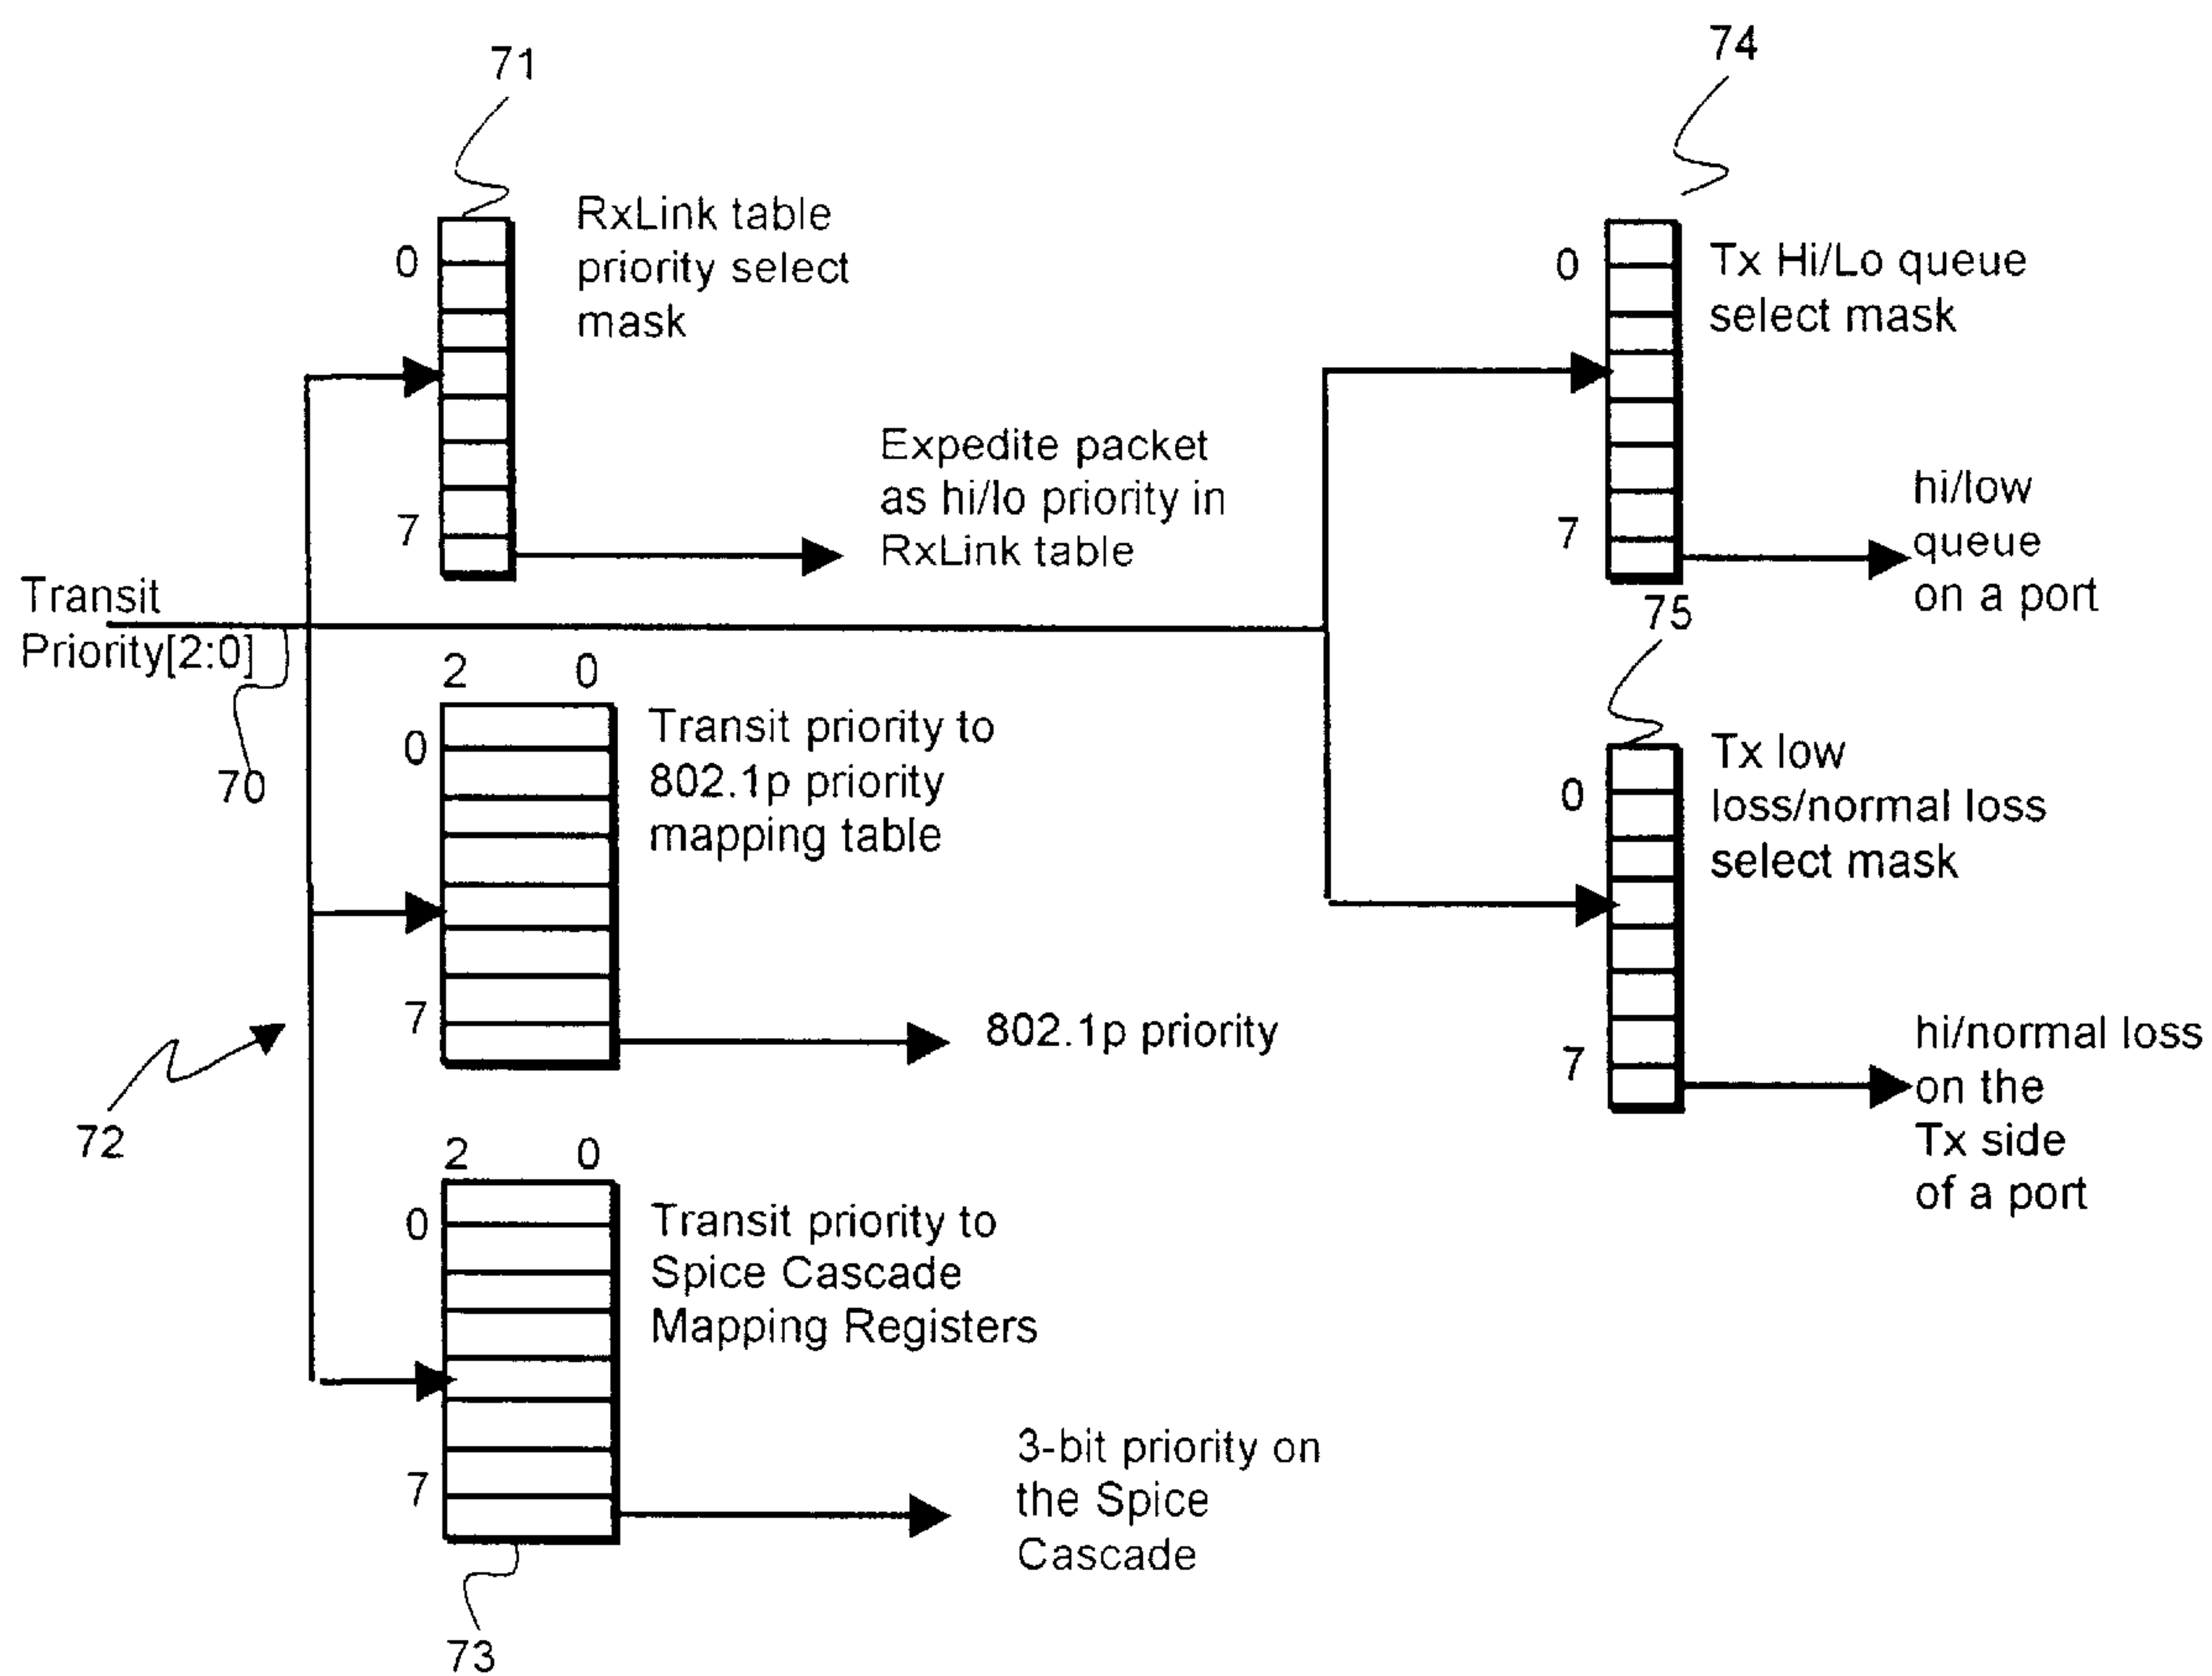 71
74
RxLink table
priority select
mask
0
7
Expedite packet
as hi/lo priority in
RxLink table
Tx Hi/Lo queue
select mask
0
7
hi/low
queue
on a port
Transit
Priority[2:0]
70
75
2 0
0
7
Transit priority to
802.1p priority
mapping table
802.1p priority
72
Tx low
loss/normal loss
select mask
0
7
hi/normal loss
on the
Tx side
of a port
2 0
0
7
Transit priority to
Spice Cascade
Mapping Registers
3-bit priority on
the Spice
Cascade
73